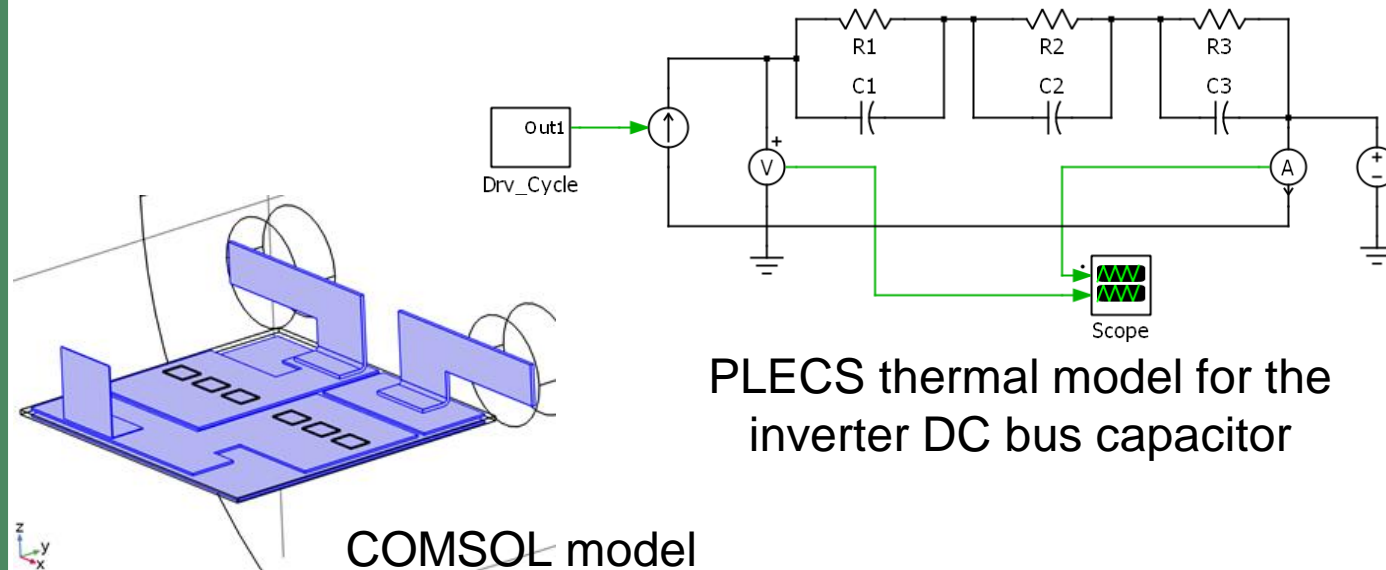 R1
R2
R3
C1
C2
C3
Out1
Drv_Cycle
+
V
A
+
-
Scope
PLECS thermal model for the
inverter DC bus capacitor
z
y
x
COMSOL model